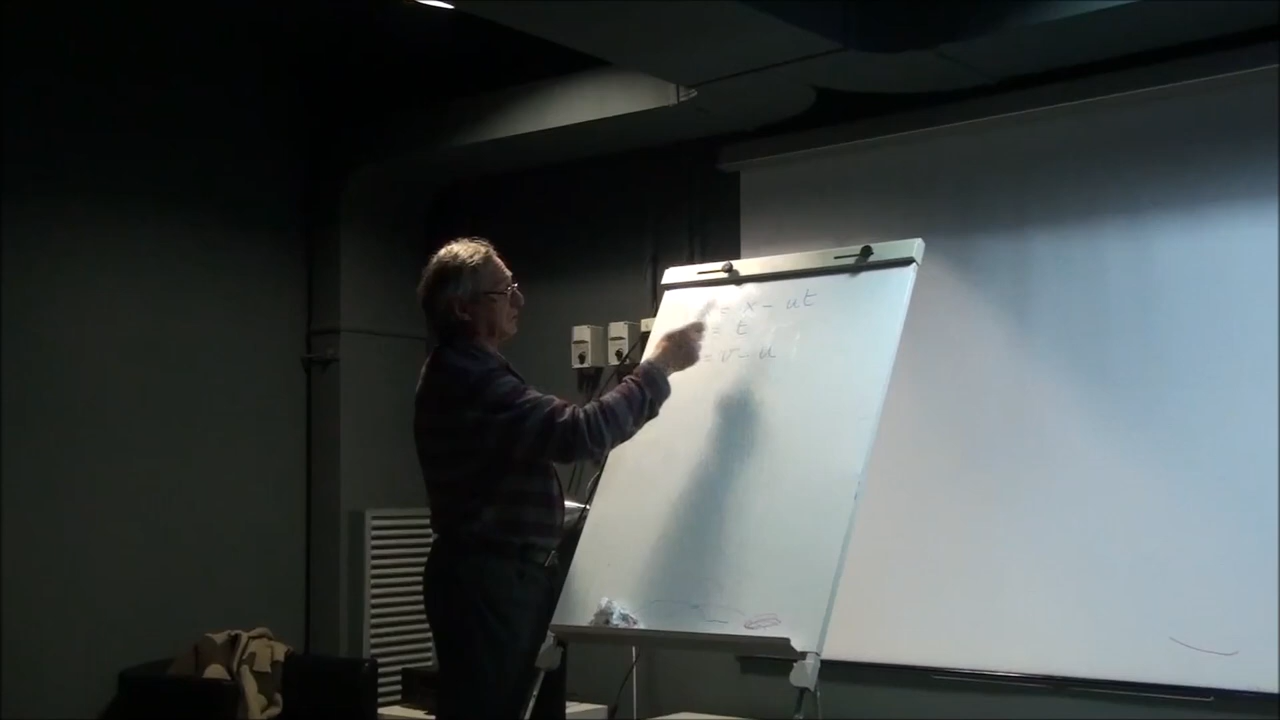 = x - ut
= t
= v - u